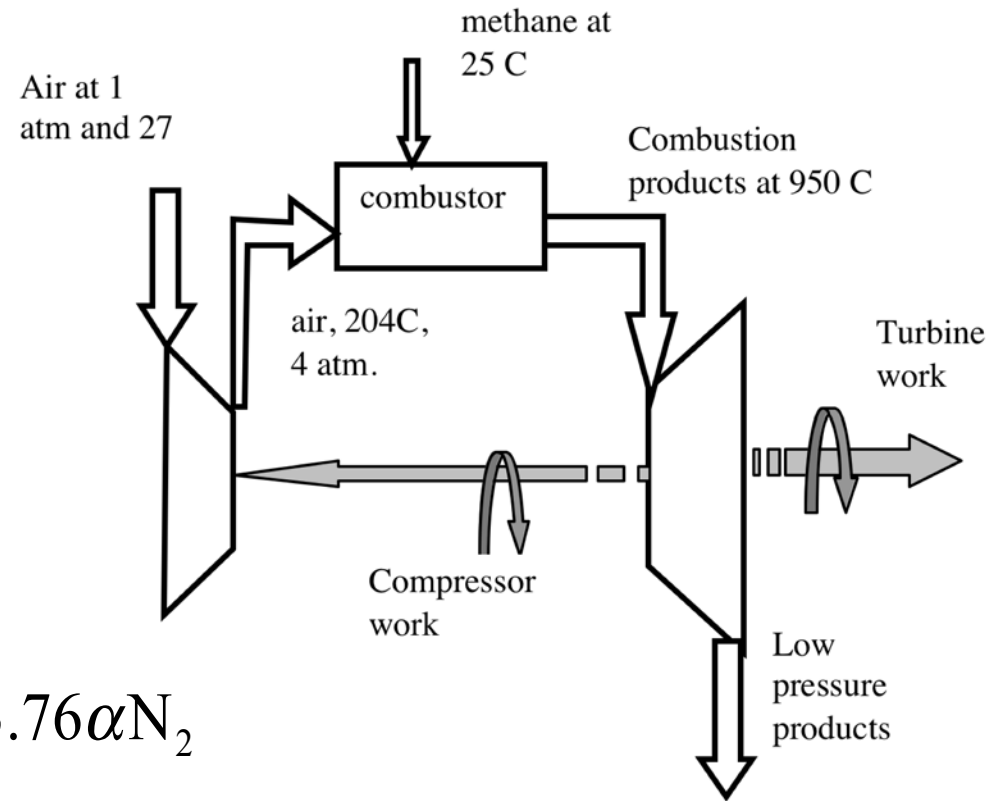 methane at
25 C
Air at 1
atm and 27
Combustion
products at 950 C
combustor
air, 204C,
4 atm.
Turbine
work
Compressor
work
Low
pressure
products
.76αN₂